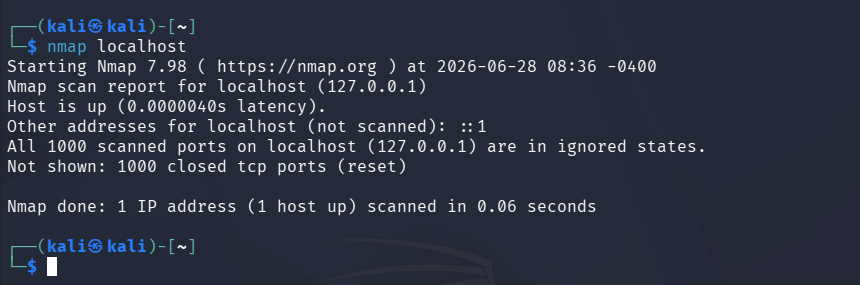 ┌──(kali㉿kali)-[~]
└─$ nmap localhost
Starting Nmap 7.98 ( https://nmap.org ) at 2026-06-28 08:36 -0400
Nmap scan report for localhost (127.0.0.1)
Host is up (0.0000040s latency).
Other addresses for localhost (not scanned): ::1
All 1000 scanned ports on localhost (127.0.0.1) are in ignored states.
Not shown: 1000 closed tcp ports (reset)
Nmap done: 1 IP address (1 host up) scanned in 0.06 seconds
┌──(kali㉿kali)-[~]
└─$